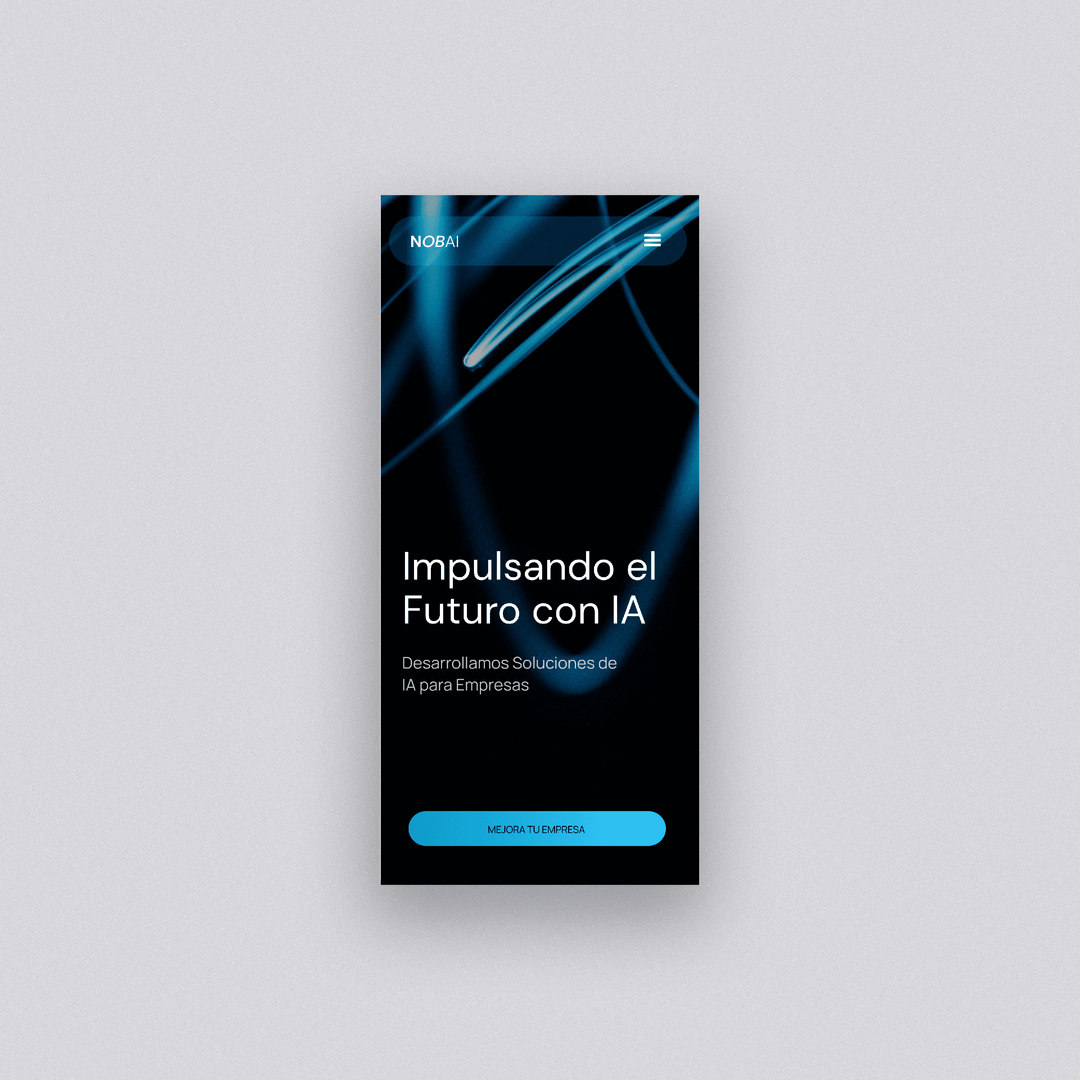 NOBAI
Impulsando el
Futuro con IA
Desarrollamos Soluciones de
IA para Empresas
MEJORA TU EMPRESA